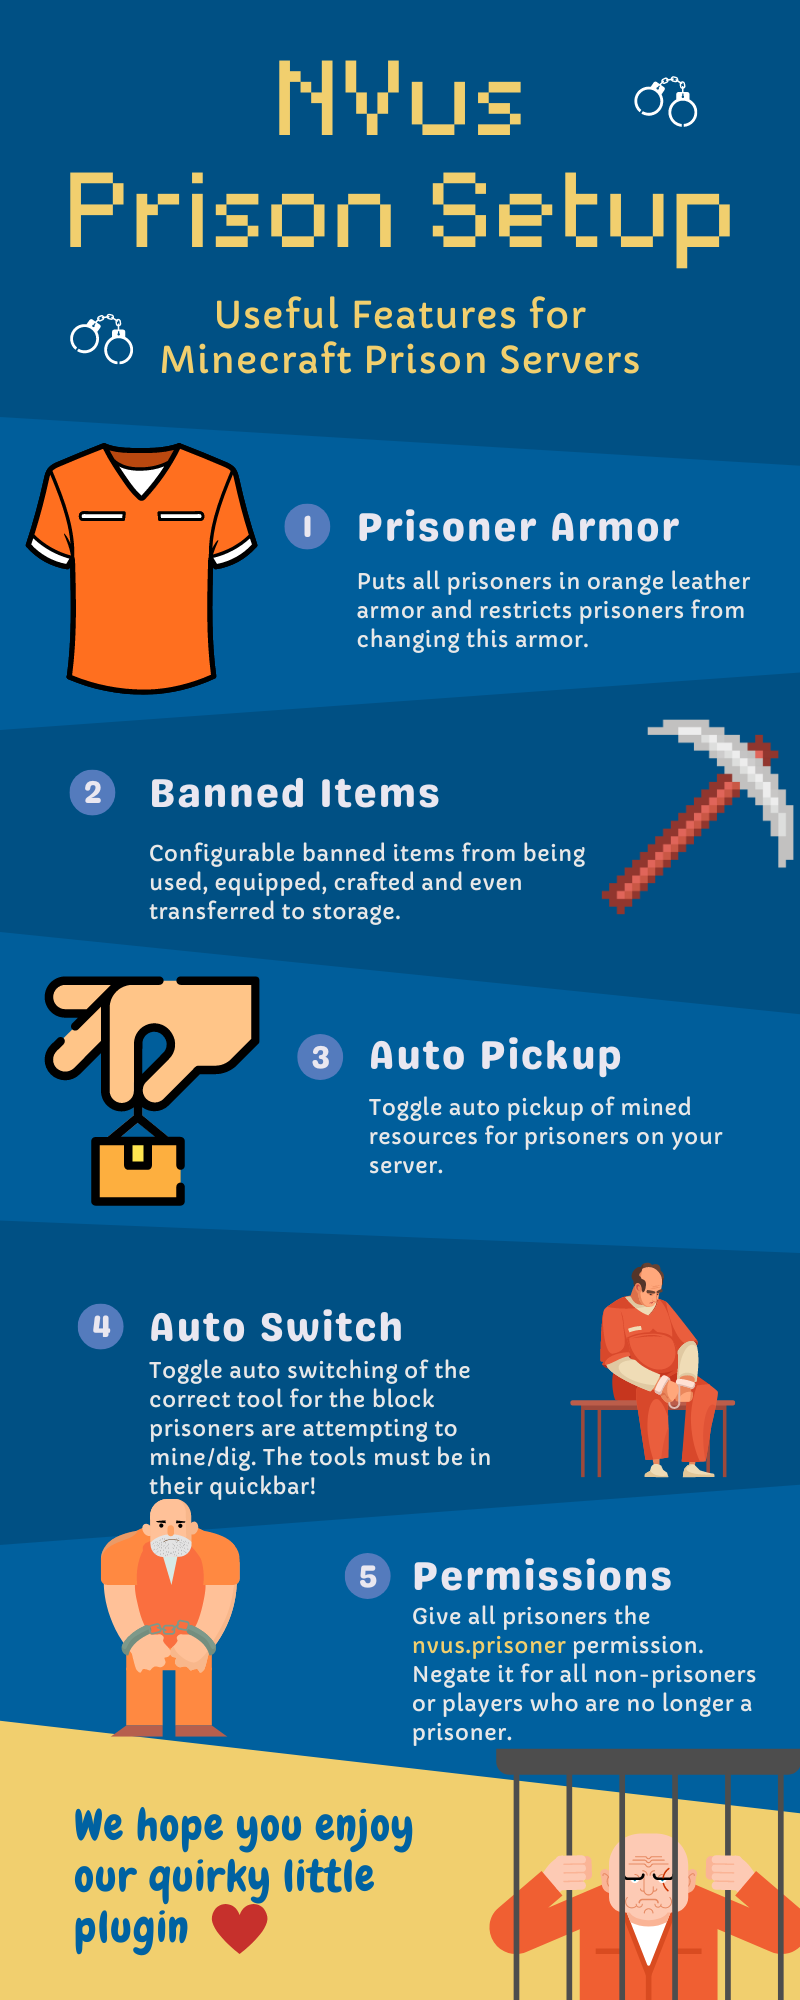 NVus
Prison Setup
Useful Features for
Minecraft Prison Servers
1 Prisoner Armor
Puts all prisoners in orange leather
armor and restricts prisoners from
changing this armor.
2 Banned Items
Configurable banned items from being
used, equipped, crafted and even
transferred to storage.
3 Auto Pickup
Toggle auto pickup of mined
resources for prisoners on your
server.
4 Auto Switch
Toggle auto switching of the
correct tool for the block
prisoners are attempting to
mine/dig. The tools must be in
their quickbar!
5 Permissions
Give all prisoners the
nvus.prisoner permission.
Negate it for all non-prisoners
or players who are no longer a
prisoner.
We hope you enjoy
our quirky little
plugin